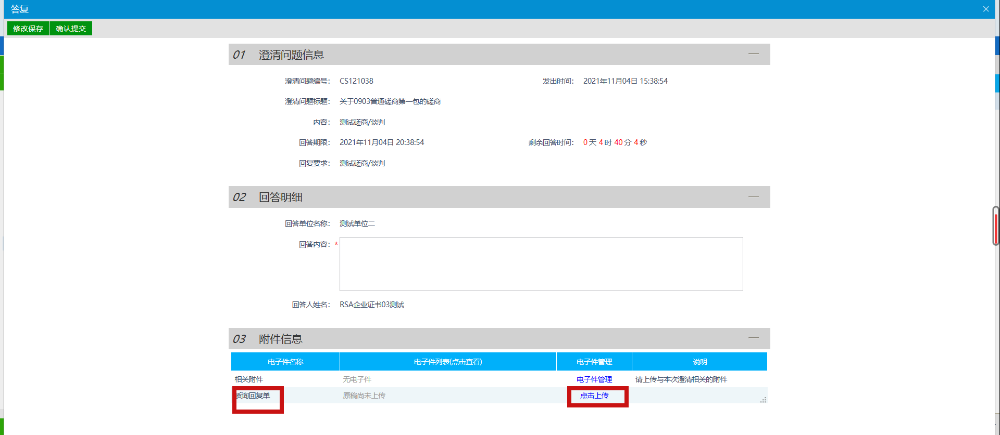 答复
修改保存 确认提交
01 澄清问题信息
澄清问题编号： CS121038 发出时间： 2021年11月04日 15:38:54
澄清问题标题： 关于0903普通磋商第一包的磋商
内容： 测试磋商/谈判
回答期限： 2021年11月04日 20:38:54 剩余回答时间： 0 天 4 时 40 分 4 秒
回复要求： 测试磋商/谈判
02 回答明细
回答单位名称： 测试单位二
回答内容：*
回答人姓名： RSA企业证书03测试
03 附件信息
电子件名称 电子件列表(点击查看) 电子件管理 说明
相关附件 无电子件 电子件管理 请上传与本次澄清相关的附件
质询回复单 原稿尚未上传 点击上传